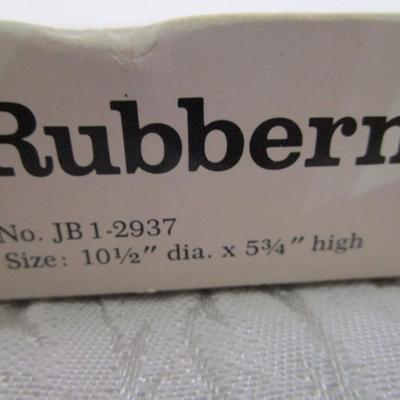 Rubberm
No. JB 1-2937
Size: 10½" dia. x 5¾" high